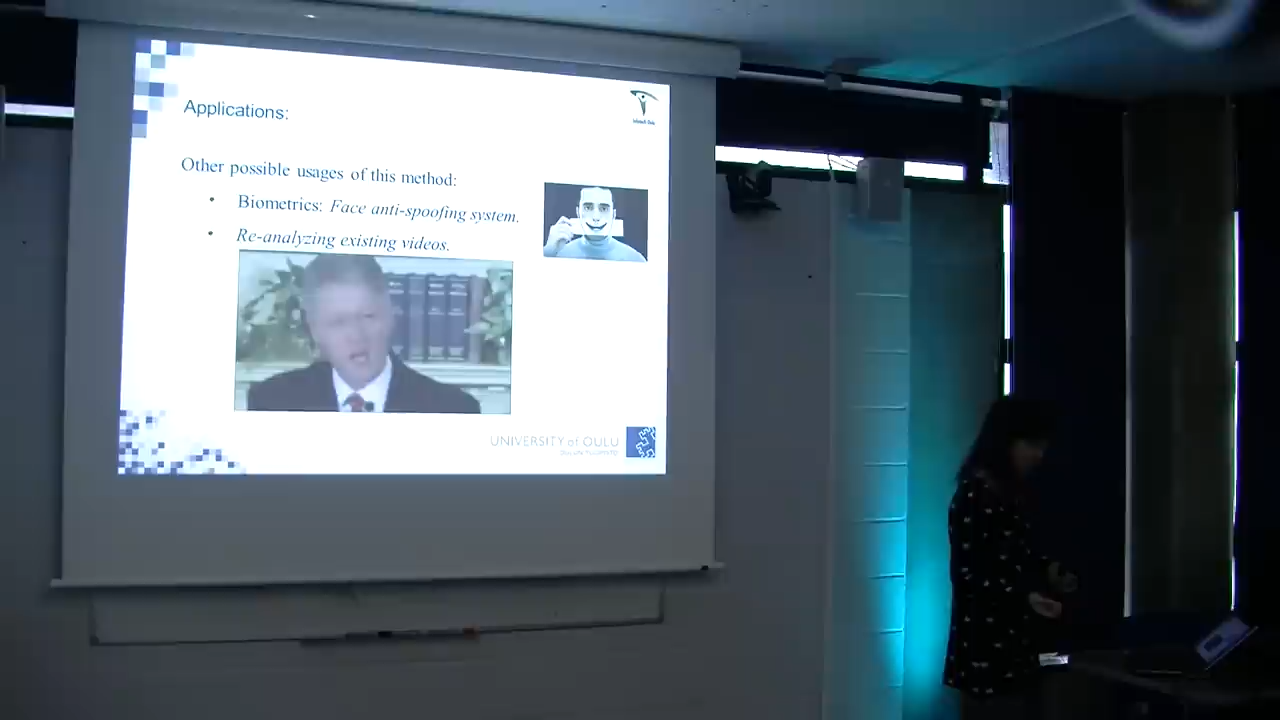 Applications:
Other possible usages of this method:
• Biometrics: Face anti-spoofing system.
• Re-analyzing existing videos.
UNIVERSITY of OULU